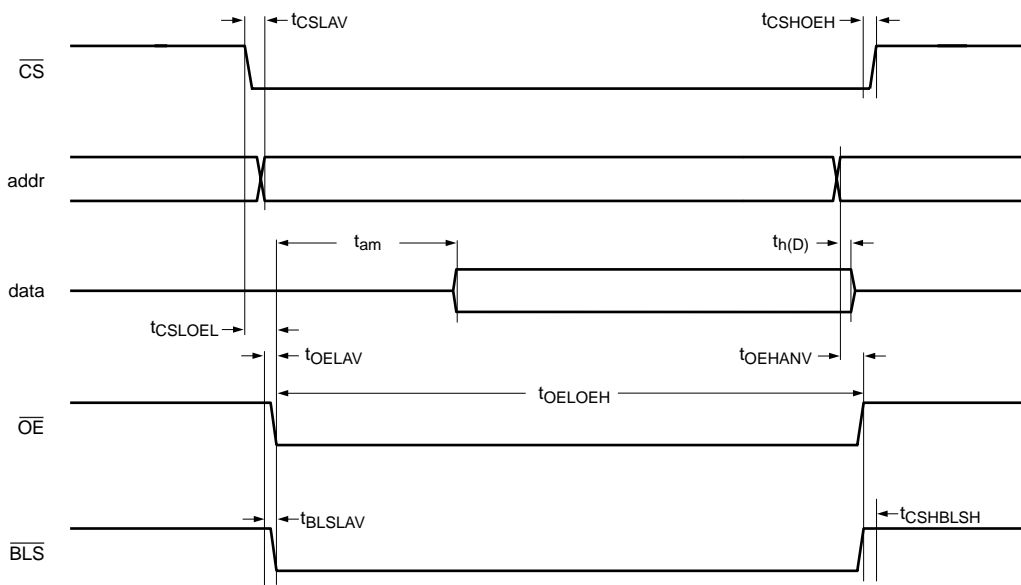 tCSLAV
tCSHOEH
CS
addr
tam
th(D)
data
tCSLOEL
tOELAV
tOEHANV
tOELOEH
OE
tBLSLAV
tCSHBLSH
BLS